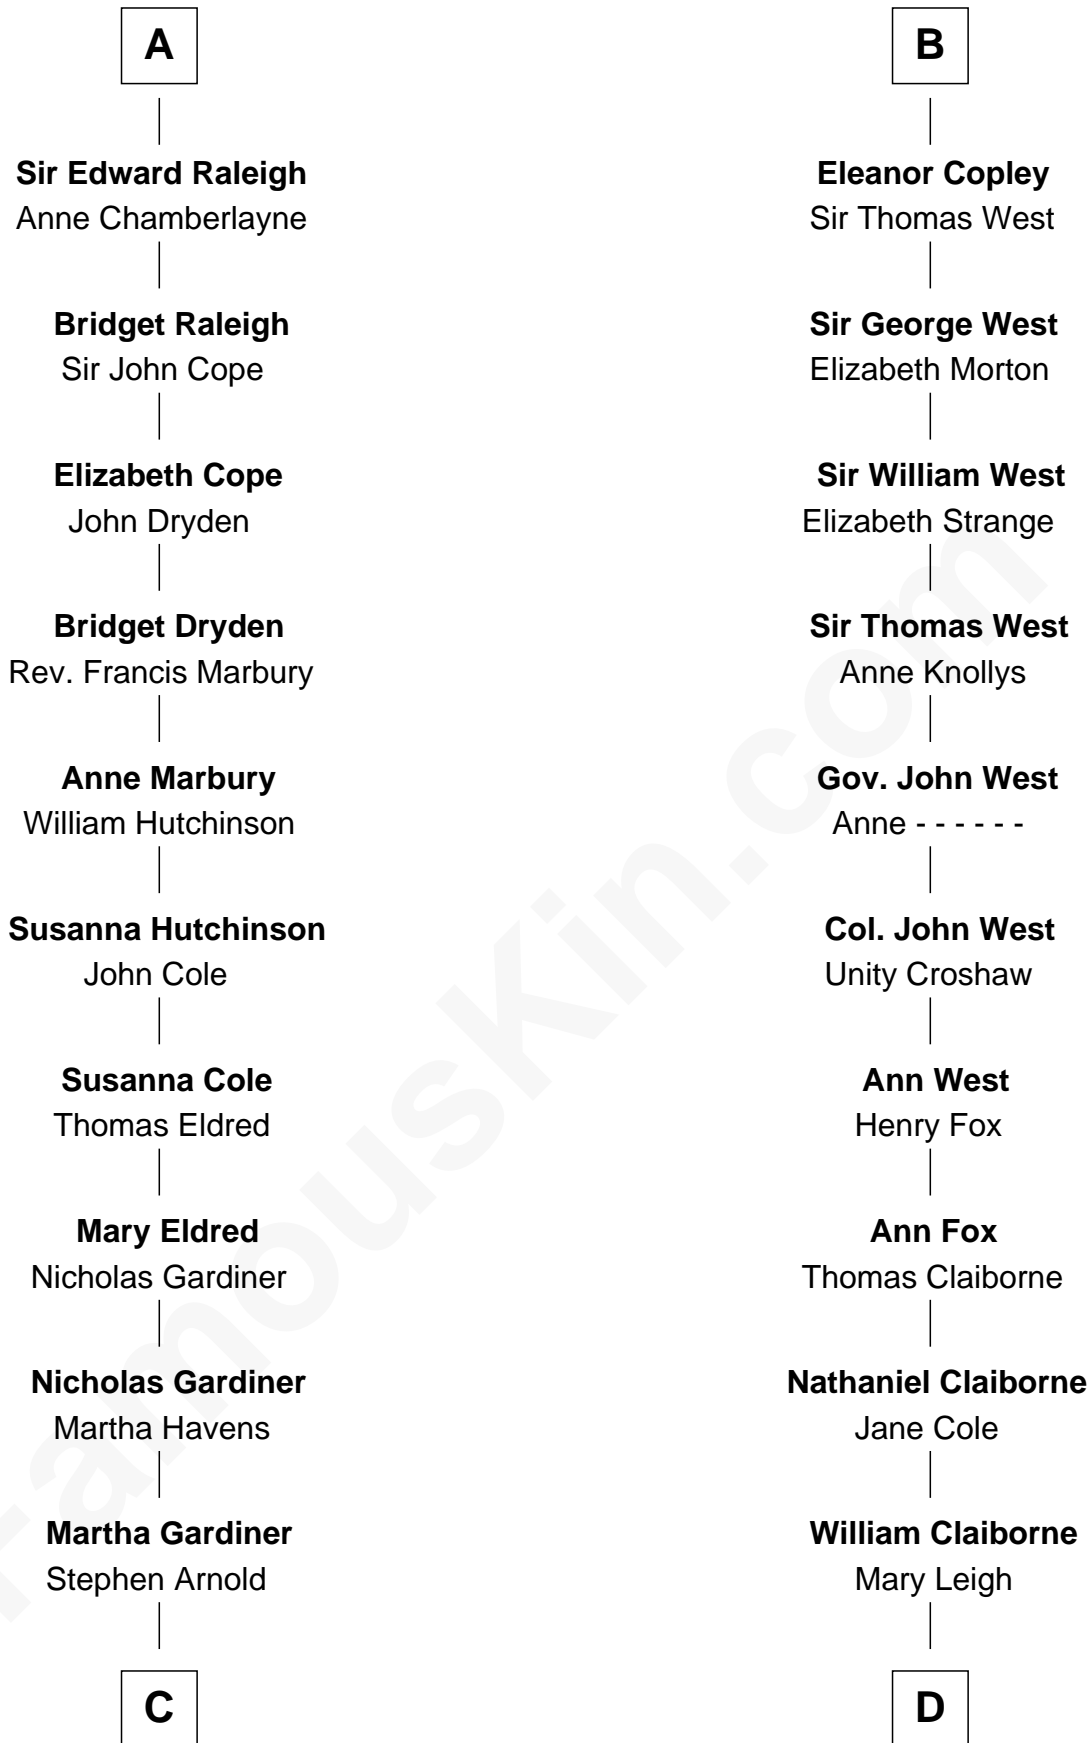 A
Sir Edward Raleigh
Anne Chamberlayne
Bridget Raleigh
Sir John Cope
Elizabeth Cope
John Dryden
Bridget Dryden
Rev. Francis Marbury
Anne Marbury
William Hutchinson
Susanna Hutchinson
John Cole
Susanna Cole
Thomas Eldred
Mary Eldred
Nicholas Gardiner
Nicholas Gardiner
Martha Havens
Martha Gardiner
Stephen Arnold
C
B
Eleanor Copley
Sir Thomas West
Sir George West
Elizabeth Morton
Sir William West
Elizabeth Strange
Sir Thomas West
Anne Knollys
Gov. John West
Anne - - - - - -
Col. John West
Unity Croshaw
Ann West
Henry Fox
Ann Fox
Thomas Claiborne
Nathaniel Claiborne
Jane Cole
William Claiborne
Mary Leigh
D
FamousKin.com